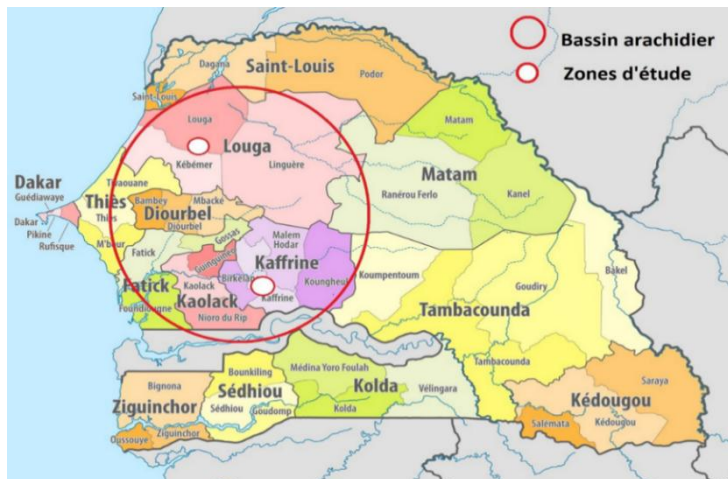 Bassin arachidier
Zones d'étude
Dagana
Saint-Louis
Podor
Saint-Louis
Louga
Matam
Louga
Kébémer
Linguère
Matam
Dakar
Guédiawaye
Tivaouane
Ranérou Ferlo
Kanel
Thiès
Thiès
Bambey
Mbacke
Diourbel
Diourbel
Dakar
Pikine
Rufisque
M'bour
Gossas
Malem
Hodar
Fatick
Guinguinéo
Kaffrine
Koumpentoum
Goudiry
Bakel
Fatick
Kaolack
Birkelan
Koungheul
Kaffrine
Foundiougne
Kaolack
Nioro du Rip
Tambacounda
Tambacounda
Bounkiling
Médina Yoro Foulah
Bignona
Sédhiou
Kolda
Vélingara
Saraya
Ziguinchor
Sédhiou
Goudomp
Kolda
Kédougou
Oussouye
Ziguinchor
Salemata
Kédougou